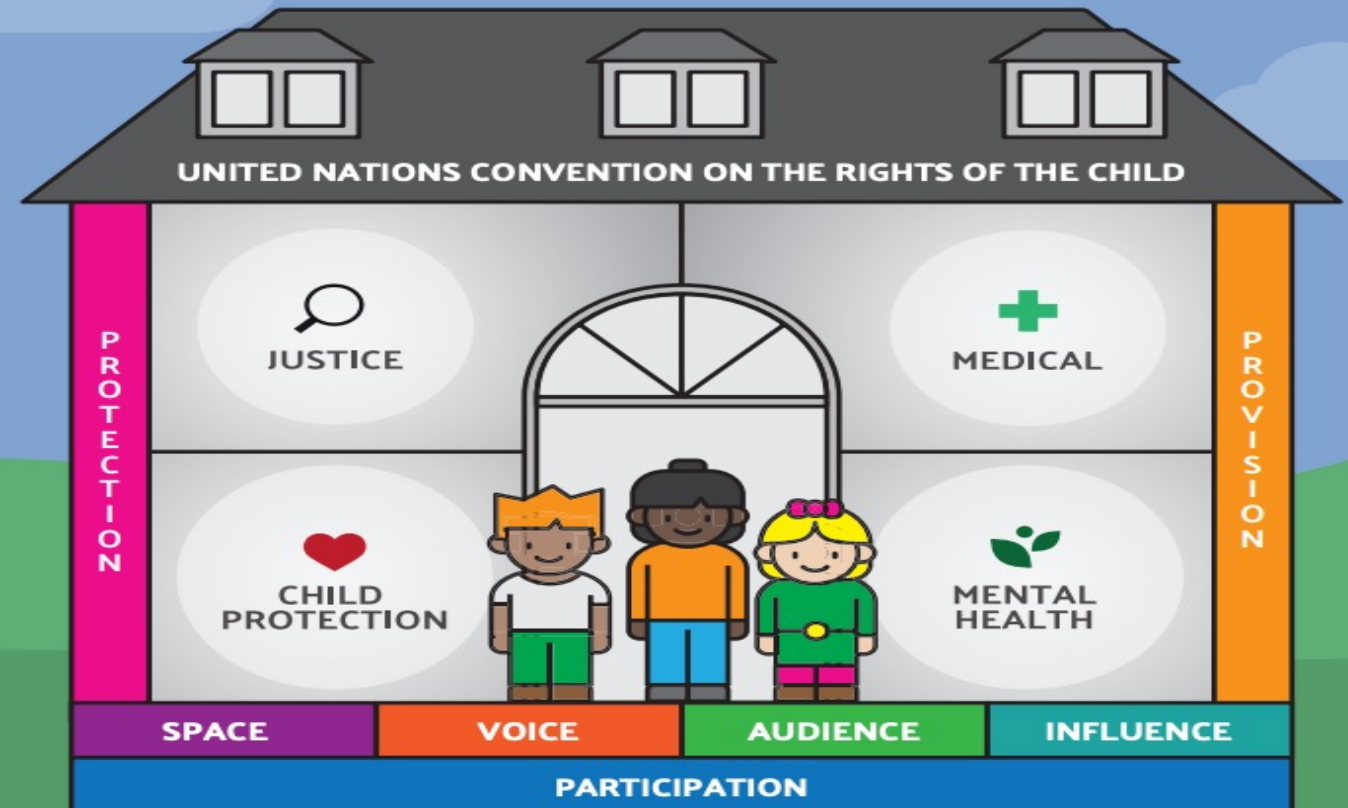 UNITED NATIONS CONVENTION ON THE RIGHTS OF THE CHILD
PROTECTION
JUSTICE
MEDICAL
PROVISION
CHILD
PROTECTION
MENTAL
HEALTH
SPACE
VOICE
AUDIENCE
INFLUENCE
PARTICIPATION